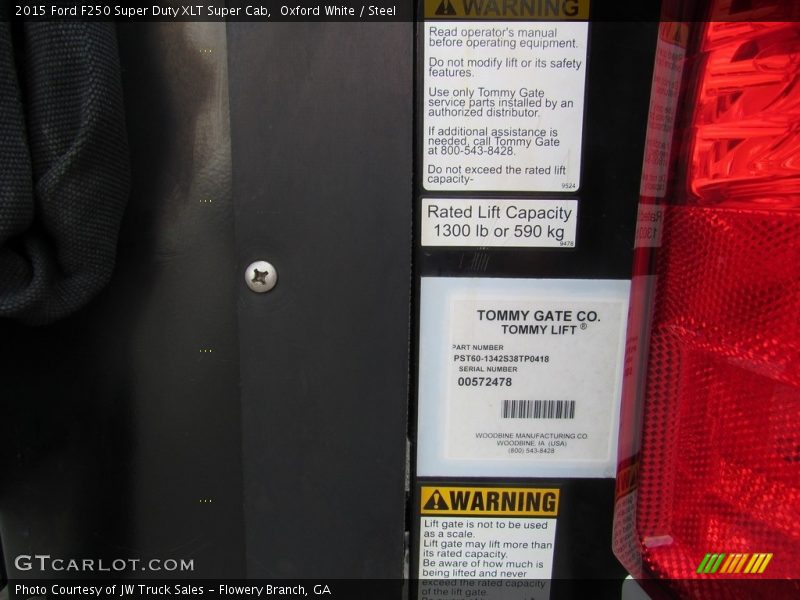 2015 Ford F250 Super Duty XLT Super Cab, Oxford White / Steel
WARNING
Read operator's manual
before operating equipment.
Do not modify lift or its safety
features.
Use only Tommy Gate
service parts installed by an
authorized distributor.
If additional assistance is
needed, call Tommy Gate
at 800-543-8428.
Do not exceed the rated lift
capacity-
9524
Rated Lift Capacity
1300 lb or 590 kg
9478
TOMMY GATE CO.
TOMMY LIFT ®
PART NUMBER
PST60-1342S38TP0418
SERIAL NUMBER
00572478
WOODBINE MANUFACTURING CO.
WOODBINE, IA (USA)
(800) 543-8428
WARNING
Lift gate is not to be used
as a scale.
Lift gate may lift more than
its rated capacity.
Be aware of how much is
being lifted and never
exceed the rated capacity
of the lift gate.
GTCARLOT.COM
Photo Courtesy of JW Truck Sales - Flowery Branch, GA